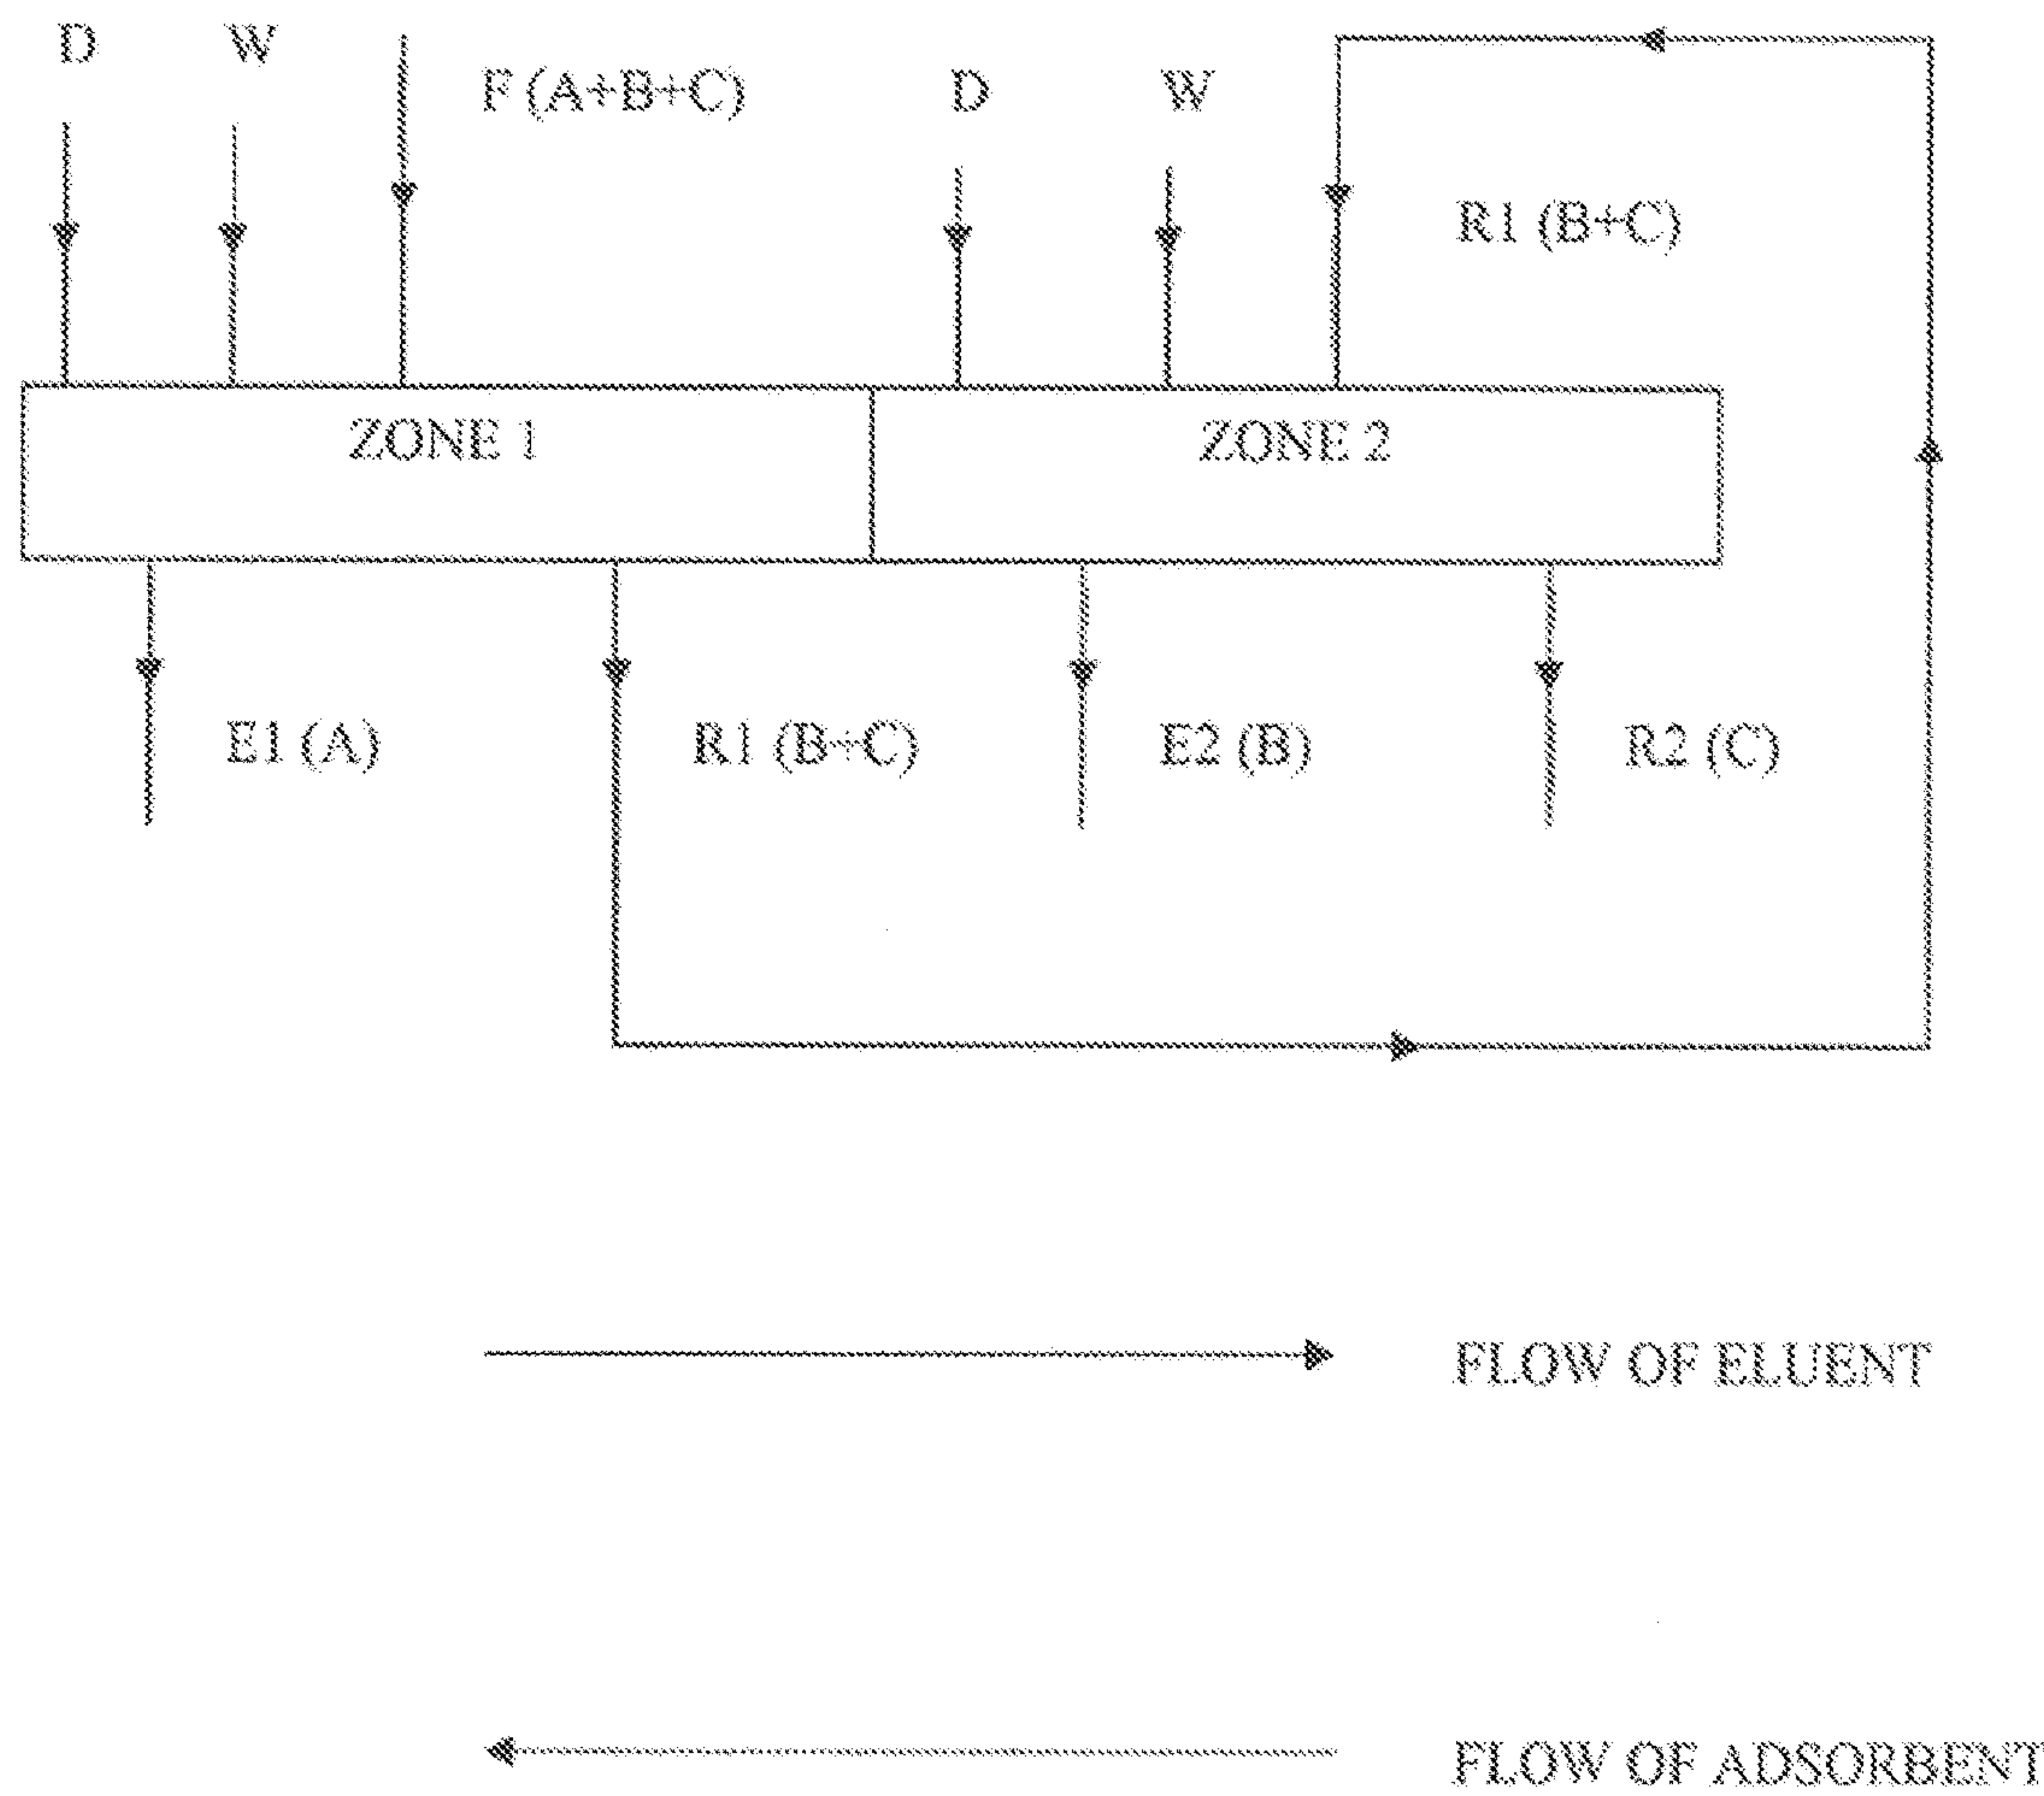 D
W
F (A+B+C)
D
W
R1 (B+C)
ZONE 1
ZONE 2
E1 (A)
R1 (B+C)
E2 (B)
R2 (C)
FLOW OF ELUENT
FLOW OF ADSORBENT